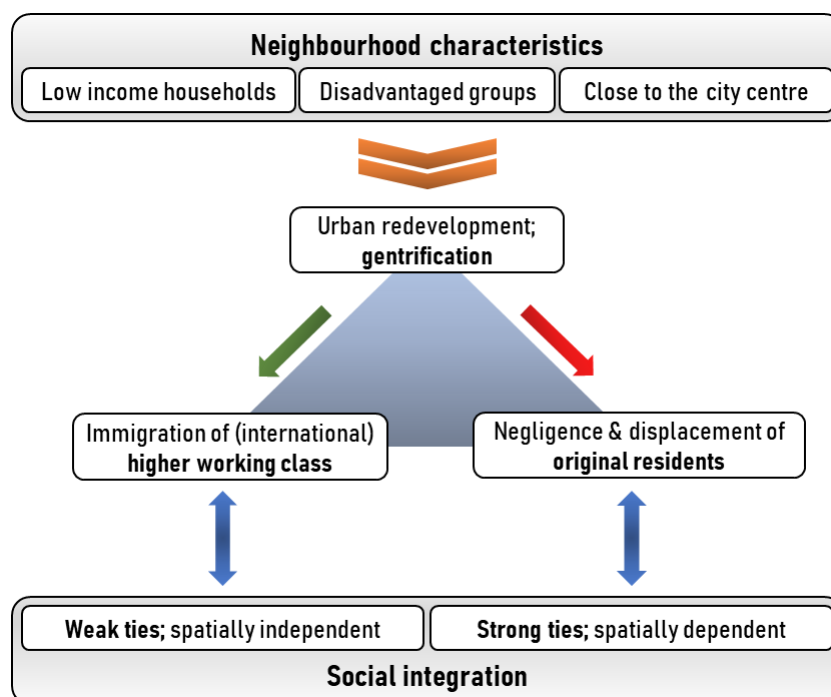 Neighbourhood characteristics
Low income households
Disadvantaged groups
Close to the city centre
Urban redevelopment;
gentrification
Immigration of (international)
higher working class
Negligence & displacement of
original residents
Weak ties; spatially independent
Strong ties; spatially dependent
Social integration